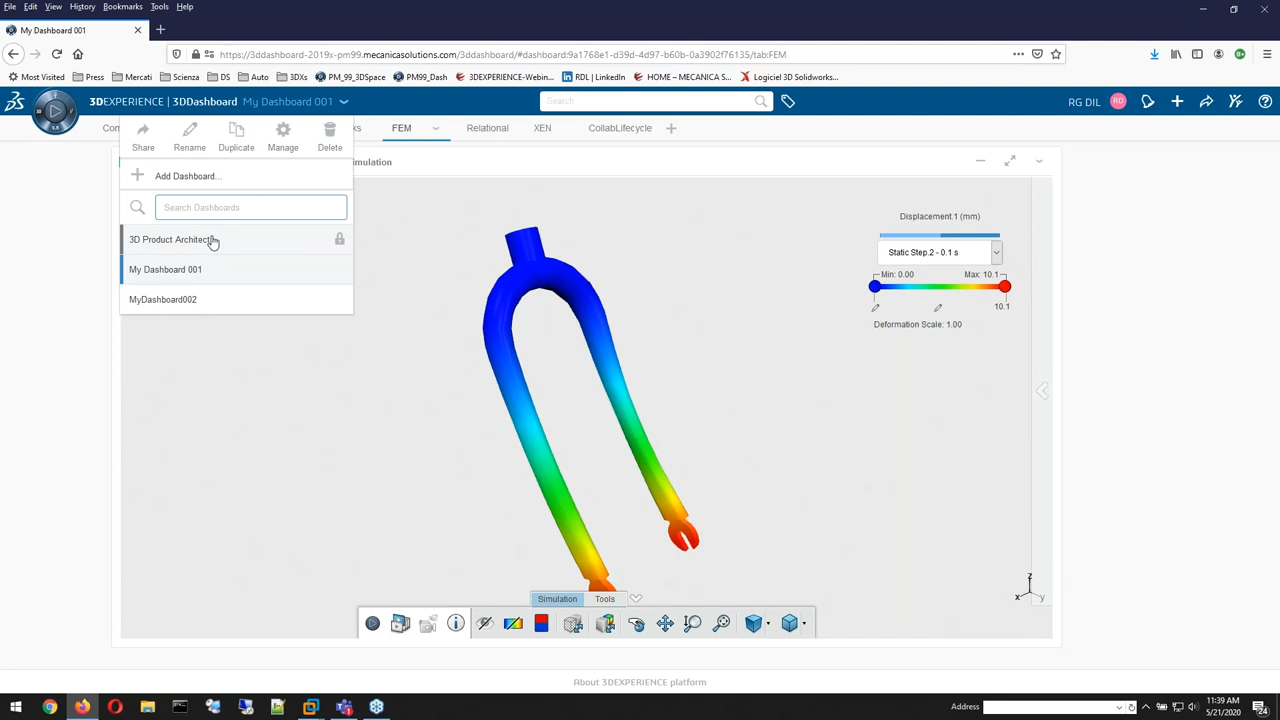 File Edit View History Bookmarks Tools Help
My Dashboard 001
https://3ddashboard-2019x-pm99.mecanicasolutions.com/3ddashboard/#dashboard:9a1768e1-d39d-4d97-b60b-0a3902f76135/tab:FEM
Most Visited Press Mercati Scienza DS Auto 3DXs PM_99_3DSpace PM99_Dash 3DEXPERIENCE-Webin... RDL | LinkedIn HOME – MECANICA S... Logiciel 3D Solidworks...
3DEXPERIENCE | 3DDashboard My Dashboard 001
Search
RG DIL RD
FEM Relational XEN CollabLifecycle
Share Rename Duplicate Manage Delete
Add Dashboard...
Search Dashboards
3D Product Architect
My Dashboard 001
MyDashboard002
Displacement.1 (mm)
Static Step.2 - 0.1 s
Min: 0.00 Max: 10.1
10.1
Deformation Scale: 1.00
z
x y
Simulation Tools
About 3DEXPERIENCE platform
Address
11:39 AM
5/21/2020
24